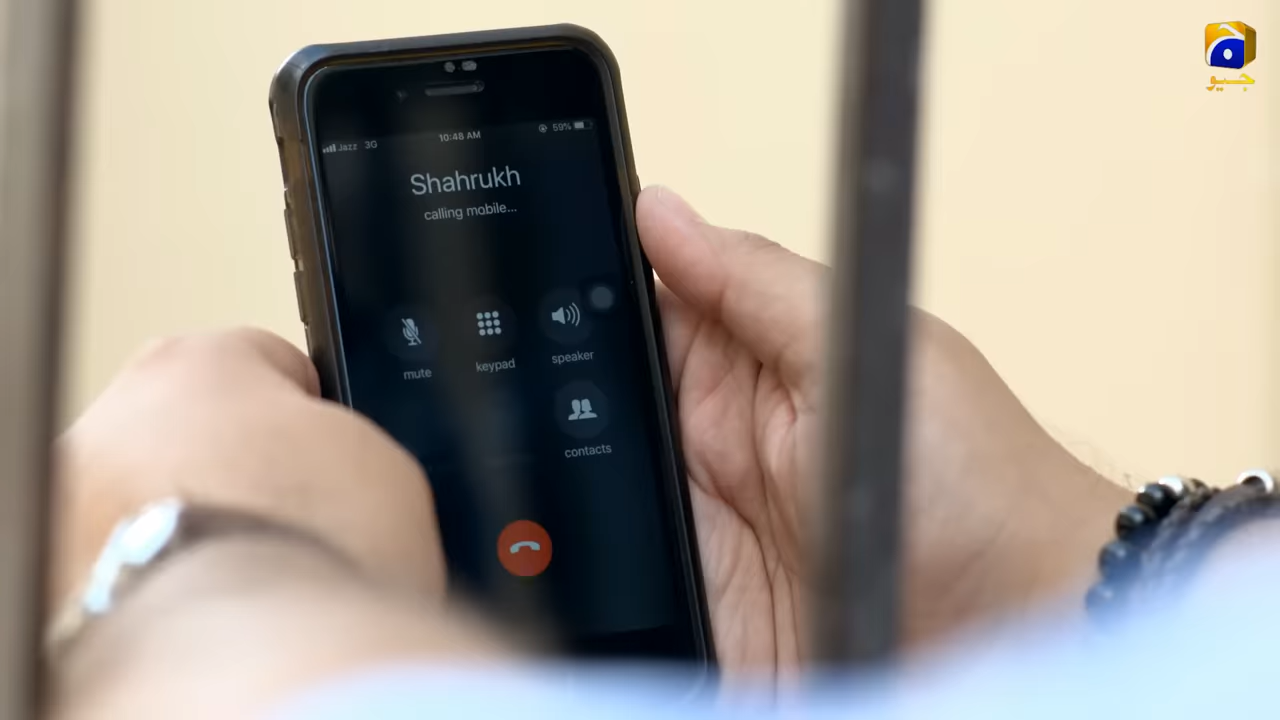 جیو
Jazz 3G 10:48 AM 59%
Shahrukh
calling mobile...
mute
keypad
speaker
contacts